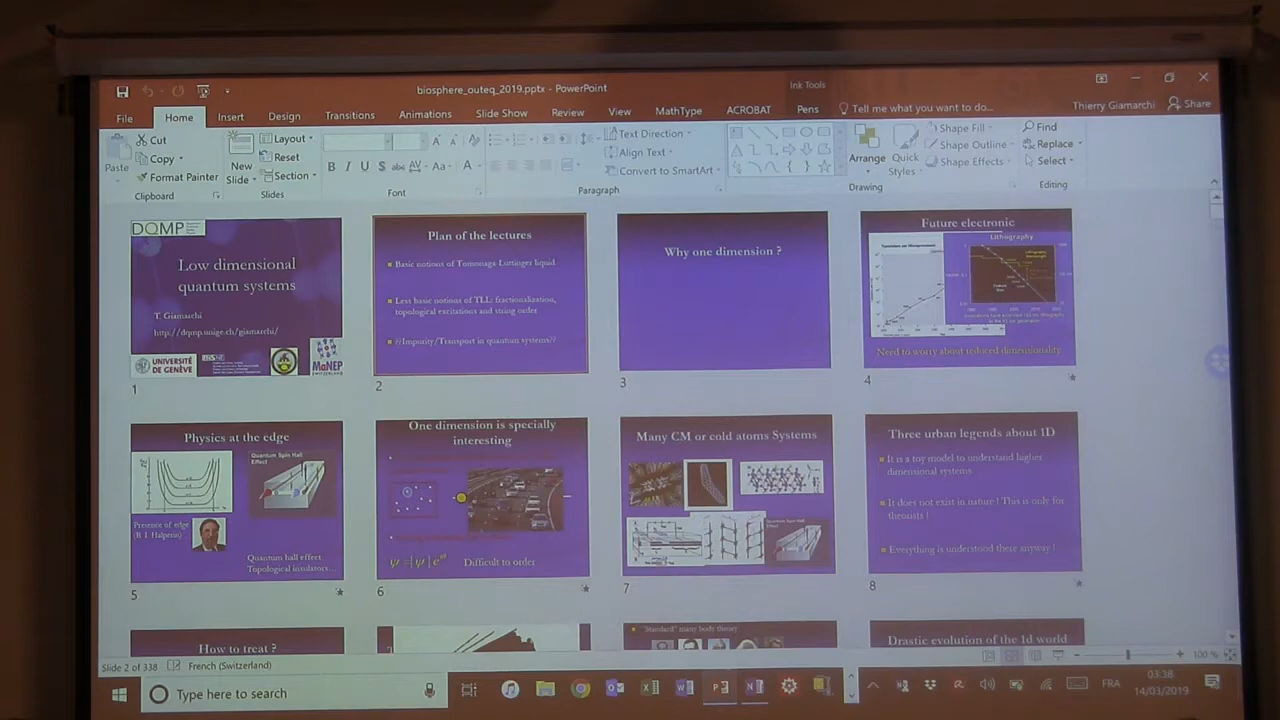 biosphere_outeq_2019.pptx - PowerPoint
Ink Tools
File
Home
Insert
Design
Transitions
Animations
Slide Show
Review
View
MathType
ACROBAT
Pens
Tell me what you want to do...
Thierry Giamarchi
Share
Paste
Cut
Copy
Format Painter
Clipboard
New
Slide
Layout
Reset
Section
Slides
B I U S abc AV Aa A
Font
Text Direction
Align Text
Convert to SmartArt
Paragraph
Arrange
Quick
Styles
Shape Fill
Shape Outline
Shape Effects
Drawing
Find
Replace
Select
Editing
DQMP
Low dimensional
quantum systems
T. Giamarchi
http://dqmp.unige.ch/giamarchi/
UNIVERSITÉ
DE GENÈVE
MaNEP
SWITZERLAND
1
Plan of the lectures
Basic notions of Tomonaga-Luttinger liquid
Less basic notions of TLL: fractionalization,
topological excitations and string order
??Impurity/Transport in quantum systems??
2
Why one dimension ?
3
Future electronic
Lithography
Need to worry about reduced dimensionality
4
Physics at the edge
Quantum Spin Hall
Effect
Presence of edge
(B. I. Halperin)
Quantum hall effect
Topological insulators...
5
One dimension is specially
interesting
ψ=|ψ|e^iθ
Difficult to order
6
Many CM or cold atoms Systems
Quantum Spin Hall
Effect
7
Three urban legends about 1D
It is a toy model to understand higher
dimensional systems
It does not exist in nature ! This is only for
theorists !
Everything is understood there anyway !
8
How to treat ?
"Standard" many body theory
Drastic evolution of the 1d world
Slide 2 of 338
French (Switzerland)
100 %
Type here to search
FRA
03:38
14/03/2019